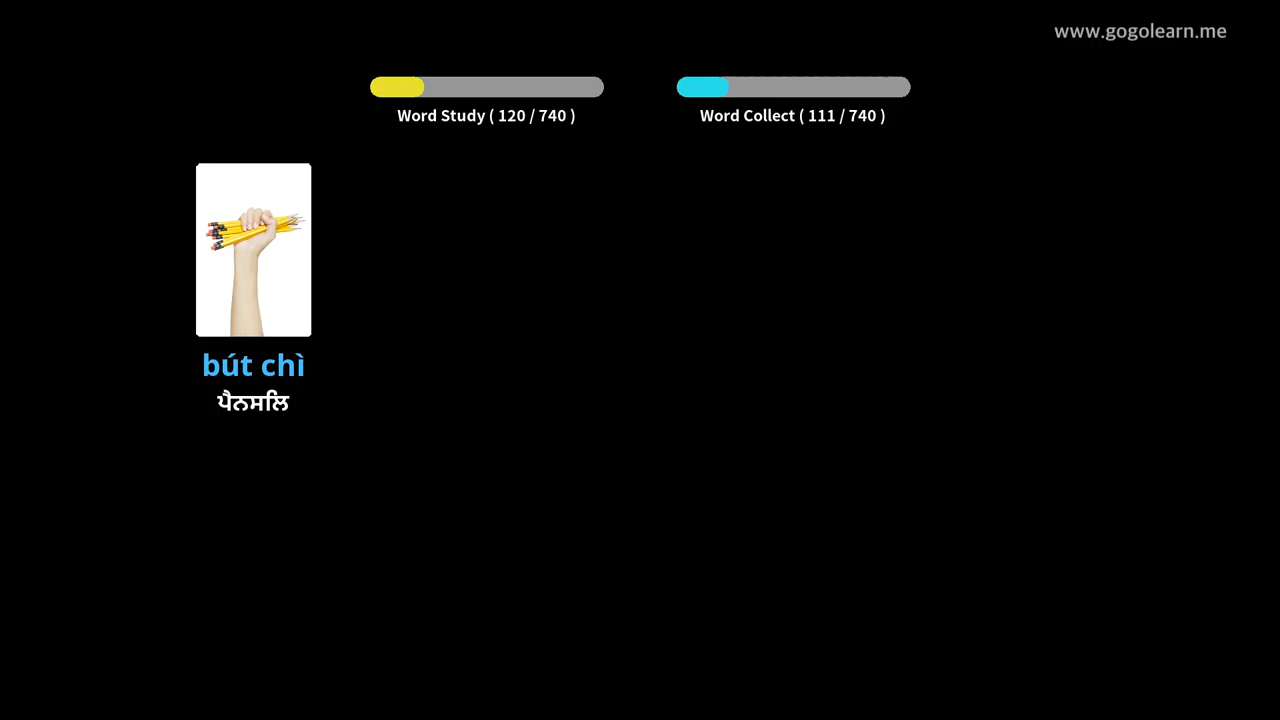 www.gogolearn.me
Word Study ( 120 / 740 )
Word Collect ( 111 / 740 )
bút chì
ਪੈਨਸਲਿ